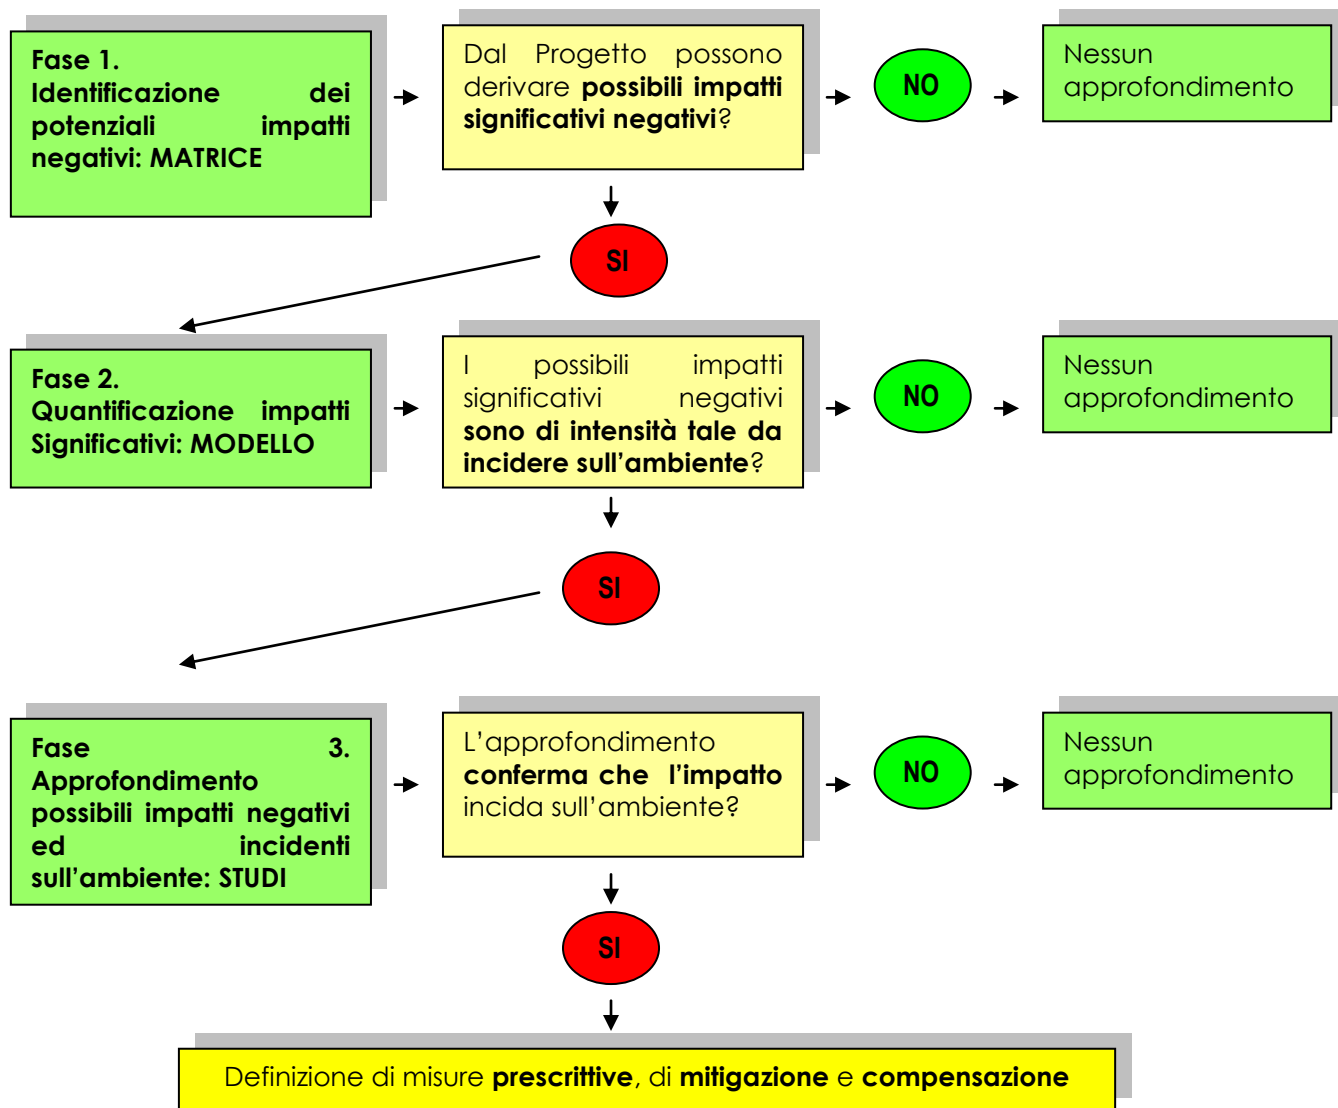 Fase 1.
Identificazione dei
potenziali impatti
negativi: MATRICE
Dal Progetto possono
derivare possibili impatti
significativi negativi?
NO
Nessun
approfondimento
SI
Fase 2.
Quantificazione impatti
Significativi: MODELLO
I possibili impatti
significativi negativi
sono di intensità tale da
incidere sull'ambiente?
NO
Nessun
approfondimento
SI
Fase 3.
Approfondimento
possibili impatti negativi
ed incidenti
sull'ambiente: STUDI
L'approfondimento
conferma che l'impatto
incida sull'ambiente?
NO
Nessun
approfondimento
SI
Definizione di misure prescrittive, di mitigazione e compensazione